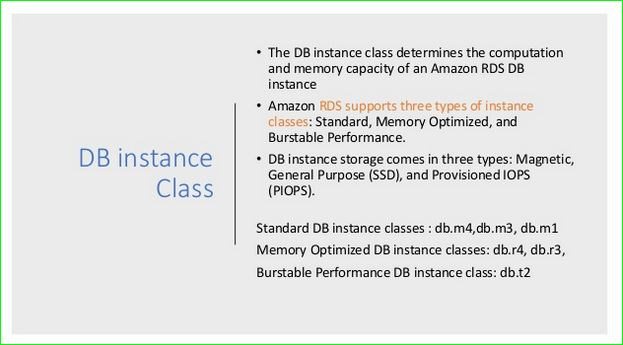 DB instance
Class
• The DB instance class determines the computation
and memory capacity of an Amazon RDS DB
instance
• Amazon RDS supports three types of instance
classes: Standard, Memory Optimized, and
Burstable Performance.
• DB instance storage comes in three types: Magnetic,
General Purpose (SSD), and Provisioned IOPS
(PIOPS).
Standard DB instance classes : db.m4,db.m3, db.m1
Memory Optimized DB instance classes: db.r4, db.r3,
Burstable Performance DB instance class: db.t2